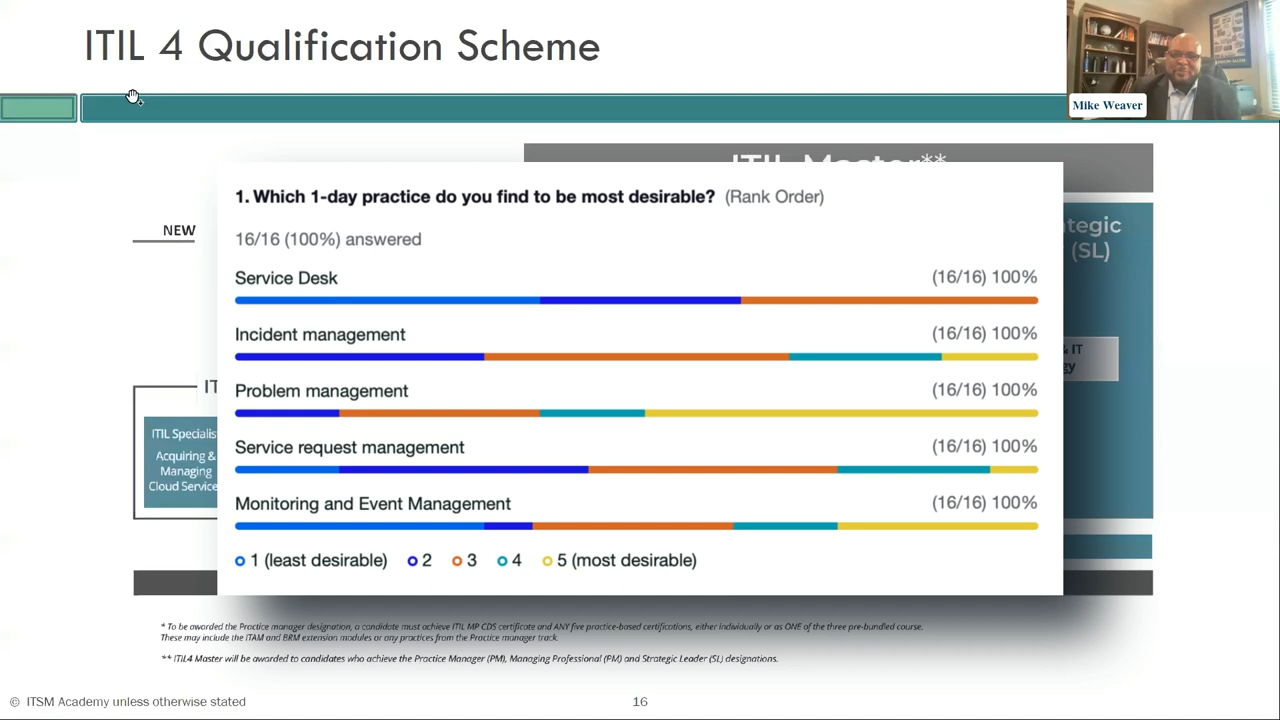 ITIL 4 Qualification Scheme
Mike Weaver
ITIL Master**
NEW
1. Which 1-day practice do you find to be most desirable? (Rank Order)
16/16 (100%) answered
Service Desk (16/16) 100%
Incident management (16/16) 100%
Problem management (16/16) 100%
Service request management (16/16) 100%
Monitoring and Event Management (16/16) 100%
1 (least desirable) 2 3 4 5 (most desirable)
tegic
(SL)
& IT
gy
IT
ITIL Specialis
Acquiring &
Managing
Cloud Service
* To be awarded the Practice manager designation, a candidate must achieve ITIL MP CDS certificate and ANY five practice-based certifications, either individually or as ONE of the three pre-bundled course.
These may include the ITAM and BRM extension modules or any practices from the Practice manager track.
** ITIL4 Master will be awarded to candidates who achieve the Practice Manager (PM), Managing Professional (PM) and Strategic Leader (SL) designations.
© ITSM Academy unless otherwise stated
16